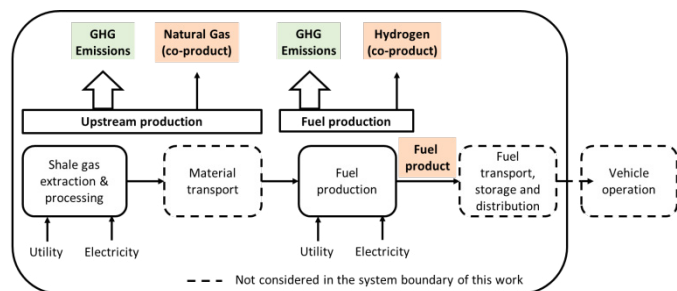 GHG
Emissions
Natural Gas
(co-product)
GHG
Emissions
Hydrogen
(co-product)
Upstream production
Fuel production
Shale gas
extraction &
processing
Material
transport
Fuel
production
Fuel
product
Fuel
transport,
storage and
distribution
Vehicle
operation
Utility
Electricity
Utility
Electricity
Not considered in the system boundary of this work